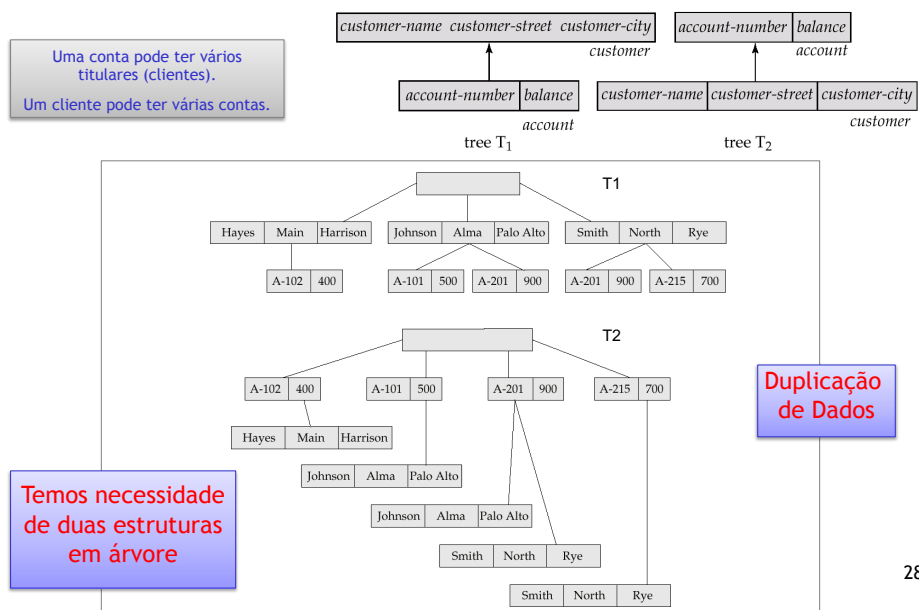 customer-name customer-street customer-city
customer
account-number balance
account
Uma conta pode ter vários
titulares (clientes).
Um cliente pode ter várias contas.
account-number balance
account
customer-name customer-street customer-city
customer
tree T1
tree T2
T1
Hayes Main Harrison
Johnson Alma Palo Alto
Smith North Rye
A-102 400
A-101 500
A-201 900
A-201 900
A-215 700
T2
A-102 400
A-101 500
A-201 900
A-215 700
Duplicação
de Dados
Hayes Main Harrison
Johnson Alma Palo Alto
Johnson Alma Palo Alto
Smith North Rye
Smith North Rye
Temos necessidade
de duas estruturas
em árvore
28